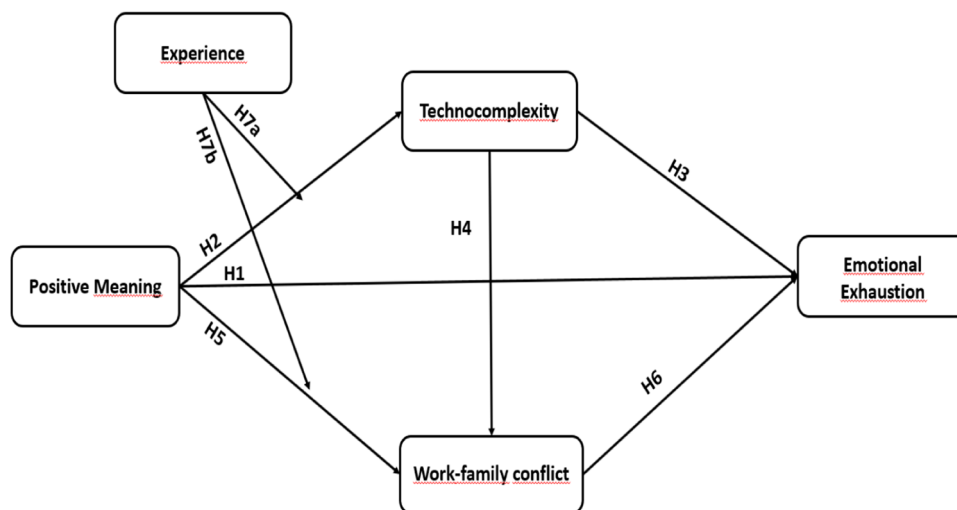 Experience
H7a
H7b
Technocomplexity
H3
H2
H4
H1
Positive Meaning
Emotional
Exhaustion
H5
H6
Work-family conflict